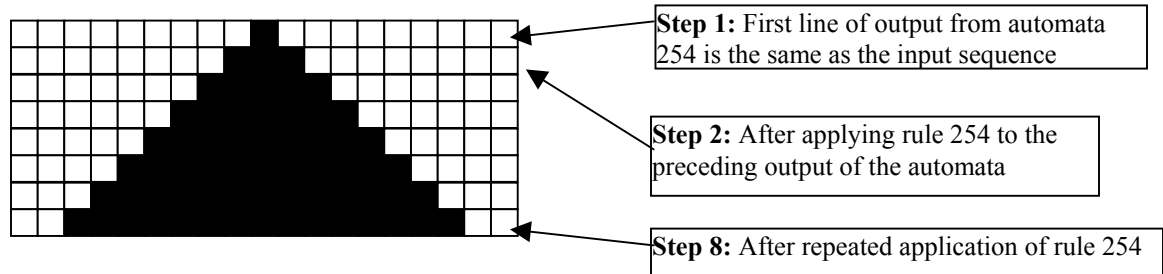 Step 1: First line of output from automata
254 is the same as the input sequence
Step 2: After applying rule 254 to the
preceding output of the automata
Step 8: After repeated application of rule 254